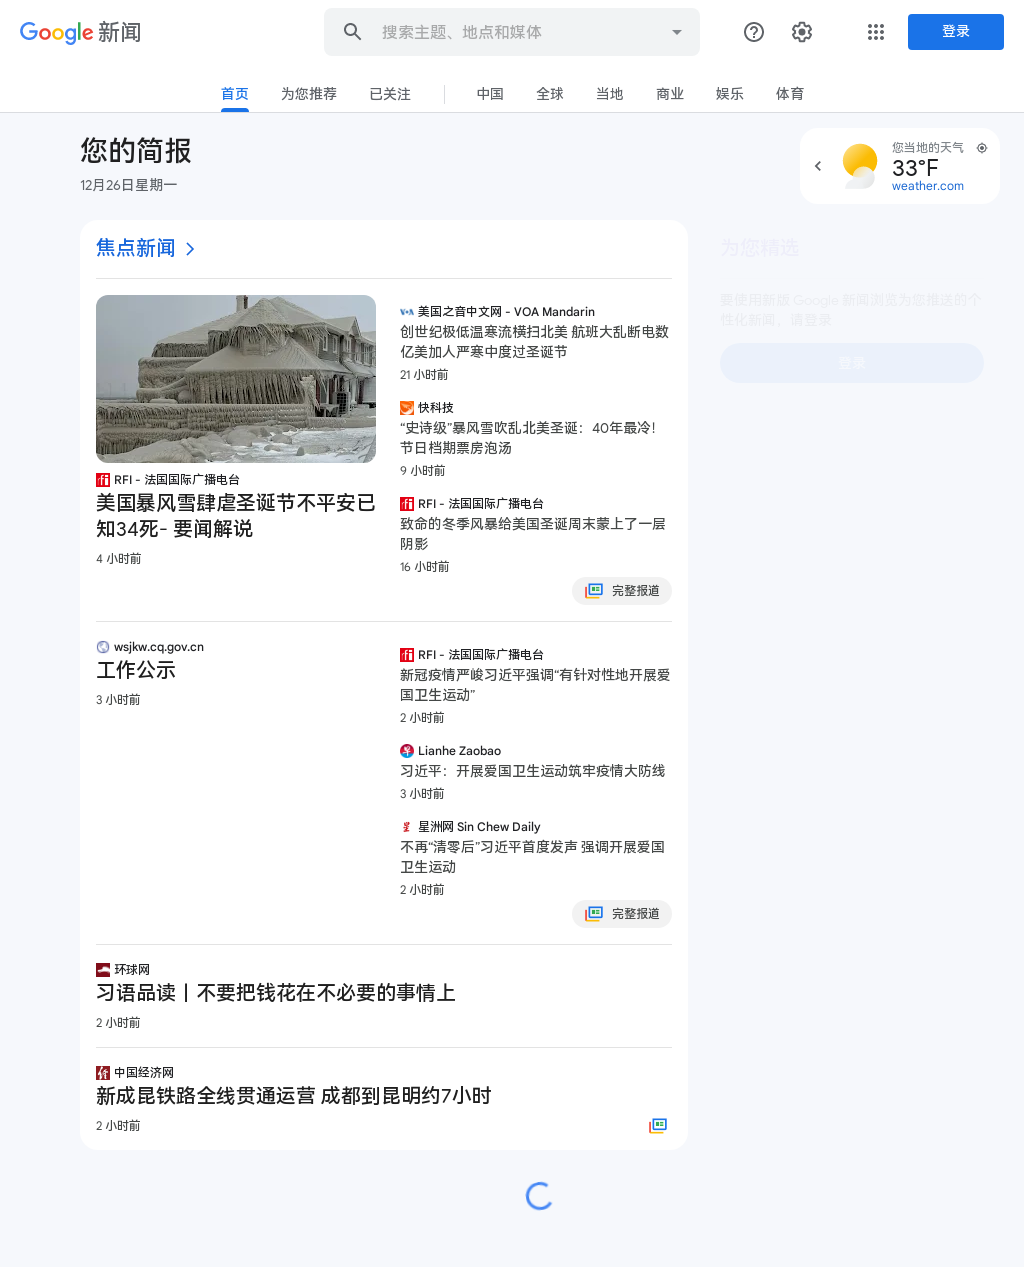 Google 新闻
搜索主题、地点和媒体
登录
首页 为您推荐 已关注 中国 全球 当地 商业 娱乐 体育
您的简报
12月26日星期一
您当地的天气
33°F
weather.com
焦点新闻
美国之音中文网 - VOA Mandarin
创世纪极低温寒流横扫北美 航班大乱断电数
亿美加人严寒中度过圣诞节
21 小时前
快科技
“史诗级”暴风雪吹乱北美圣诞：40年最冷！
节日档期票房泡汤
9 小时前
RFI - 法国国际广播电台
致命的冬季风暴给美国圣诞周末蒙上了一层
阴影
16 小时前
完整报道
RFI - 法国国际广播电台
美国暴风雪肆虐圣诞节不平安已
知34死- 要闻解说
4 小时前
wsjkw.cq.gov.cn
工作公示
3 小时前
RFI - 法国国际广播电台
新冠疫情严峻习近平强调“有针对性地开展爱
国卫生运动”
2 小时前
Lianhe Zaobao
习近平：开展爱国卫生运动筑牢疫情大防线
3 小时前
星洲网 Sin Chew Daily
不再“清零后”习近平首度发声 强调开展爱国
卫生运动
2 小时前
完整报道
环球网
习语品读丨不要把钱花在不必要的事情上
2 小时前
中国经济网
新成昆铁路全线贯通运营 成都到昆明约7小时
2 小时前
为您精选
要使用新版 Google 新闻浏览为您推送的个
性化新闻，请登录
登录